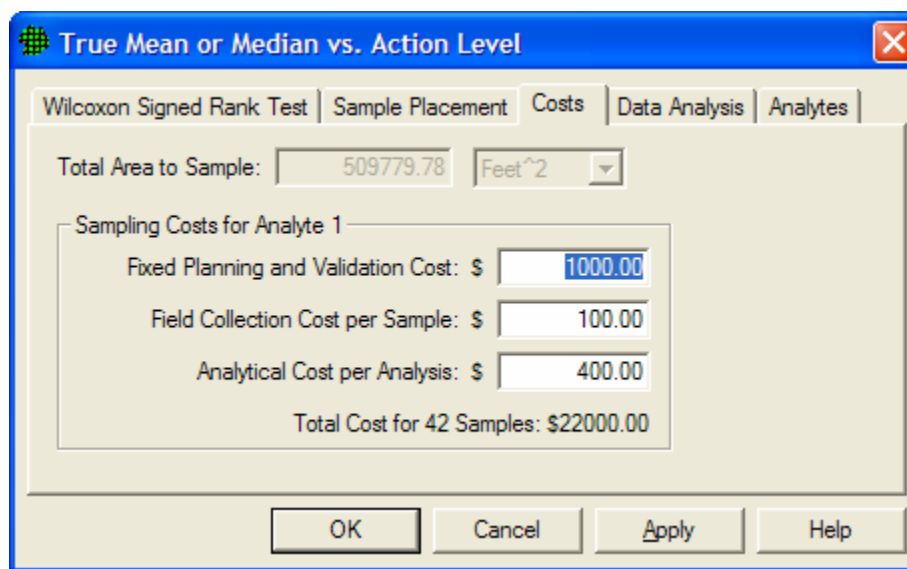 True Mean or Median vs. Action Level
Wilcoxon Signed Rank Test Sample Placement Costs Data Analysis Analytes
Total Area to Sample: 509779.78 Feet^2
Sampling Costs for Analyte 1
Fixed Planning and Validation Cost: $ 1000.00
Field Collection Cost per Sample: $ 100.00
Analytical Cost per Analysis: $ 400.00
Total Cost for 42 Samples: $22000.00
OK Cancel Apply Help